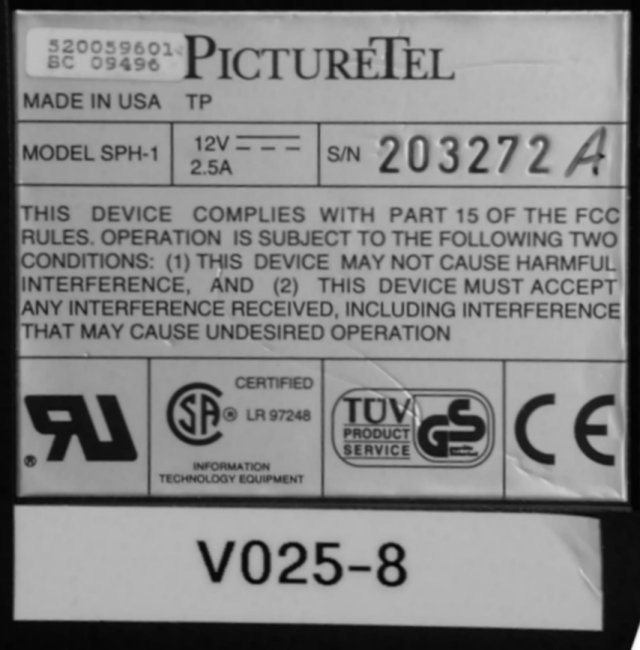 520059601
BC 09496
PICTURETEL
MADE IN USA TP
MODEL SPH-1
12V
2.5A
S/N 203272 A
THIS DEVICE COMPLIES WITH PART 15 OF THE FCC
RULES. OPERATION IS SUBJECT TO THE FOLLOWING TWO
CONDITIONS: (1) THIS DEVICE MAY NOT CAUSE HARMFUL
INTERFERENCE, AND (2) THIS DEVICE MUST ACCEPT
ANY INTERFERENCE RECEIVED, INCLUDING INTERFERENCE
THAT MAY CAUSE UNDESIRED OPERATION
RU ®
CERTIFIED
SA ® LR 97248
INFORMATION
TECHNOLOGY EQUIPMENT
TÜV
PRODUCT
SERVICE
GS
CE
V025-8